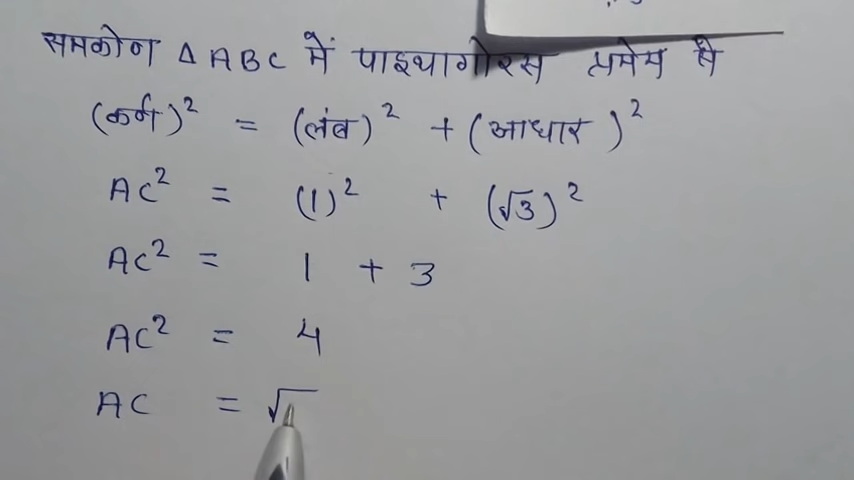 समकोण Δ ABC में पाइथागोरस प्रमेय से
(कर्ण)² = (लंब)² + (आधार)²
AC² = (1)² + (√3)²
AC² = 1 + 3
AC² = 4
AC = √